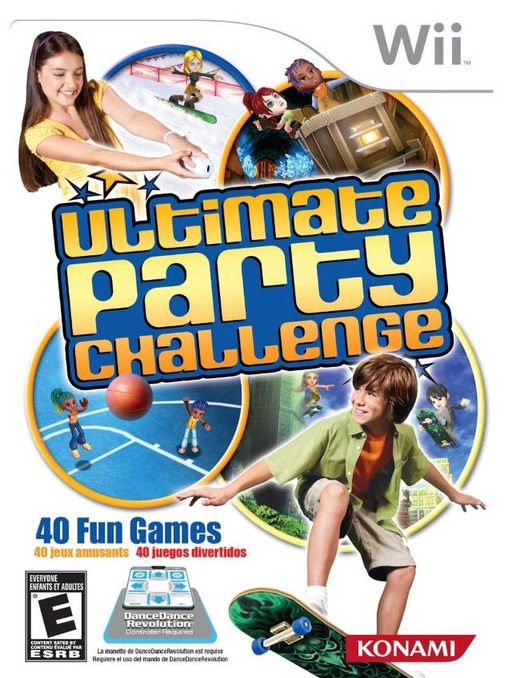 Wii™
ULTIMATE
PARTY
CHALLENGE
40 Fun Games
40 jeux amusants 40 juegos divertidos
EVERYONE
ENFANTS ET ADULTES
E
CONTENT RATED BY
CONTENU ÉVALUÉ PAR
ESRB
DanceDance
Revolution
Controller Required
La manette de DanceDanceRevolution est requise
Requiere el uso del mando de DanceDanceRevolution
KONAMI